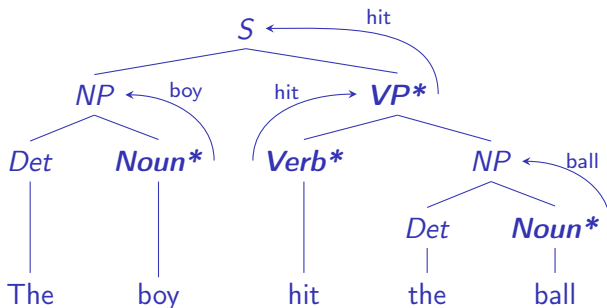 S hit
NP boy hit VP*
Det Noun* Verb* NP ball
Det Noun*
The boy hit the ball